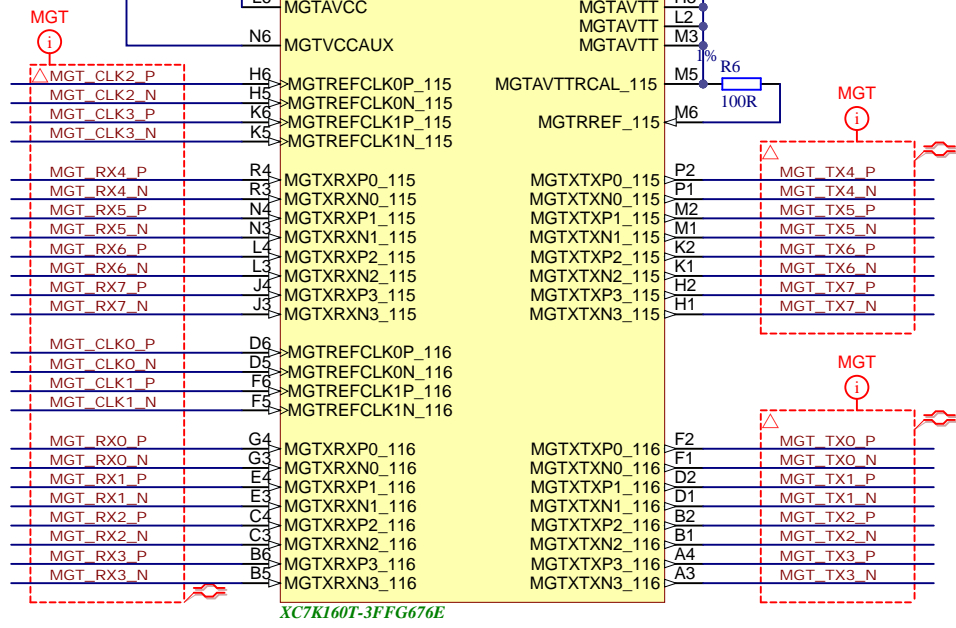 MGTAVCC MGTAVTT
MGT MGTAVTT L2
N6 MGTVCCAUX MGTAVTT M3
i 1% R6
MGT_CLK2_P H6 MGTREFCLK0P_115 MGTAVTTRCAL_115 M5 MGT
MGT_CLK2_N H5 MGTREFCLK0N_115 100R
MGT_CLK3_P K6 MGTREFCLK1P_115 MGTRREF_115 M6 i
MGT_CLK3_N K5 MGTREFCLK1N_115
MGT_RX4_P R4 MGTXRXP0_115 MGTXTXP0_115 P2 MGT_TX4_P
MGT_RX4_N R3 MGTXRXN0_115 MGTXTXN0_115 P1 MGT_TX4_N
MGT_RX5_P N4 MGTXRXP1_115 MGTXTXP1_115 M2 MGT_TX5_P
MGT_RX5_N N3 MGTXRXN1_115 MGTXTXN1_115 M1 MGT_TX5_N
MGT_RX6_P L4 MGTXRXP2_115 MGTXTXP2_115 K2 MGT_TX6_P
MGT_RX6_N L3 MGTXRXN2_115 MGTXTXN2_115 K1 MGT_TX6_N
MGT_RX7_P J4 MGTXRXP3_115 MGTXTXP3_115 H2 MGT_TX7_P
MGT_RX7_N J3 MGTXRXN3_115 MGTXTXN3_115 H1 MGT_TX7_N
MGT_CLK0_P D6 MGTREFCLK0P_116
MGT_CLK0_N D5 MGTREFCLK0N_116 MGT
MGT_CLK1_P F6 MGTREFCLK1P_116 i
MGT_CLK1_N F5 MGTREFCLK1N_116
MGT_RX0_P G4 MGTXRXP0_116 MGTXTXP0_116 F2 MGT_TX0_P
MGT_RX0_N G3 MGTXRXN0_116 MGTXTXN0_116 F1 MGT_TX0_N
MGT_RX1_P E4 MGTXRXP1_116 MGTXTXP1_116 D2 MGT_TX1_P
MGT_RX1_N E3 MGTXRXN1_116 MGTXTXN1_116 D1 MGT_TX1_N
MGT_RX2_P C4 MGTXRXP2_116 MGTXTXP2_116 B2 MGT_TX2_P
MGT_RX2_N C3 MGTXRXN2_116 MGTXTXN2_116 B1 MGT_TX2_N
MGT_RX3_P B6 MGTXRXP3_116 MGTXTXP3_116 A4 MGT_TX3_P
MGT_RX3_N B5 MGTXRXN3_116 MGTXTXN3_116 A3 MGT_TX3_N
XC7K160T-3FFG676E